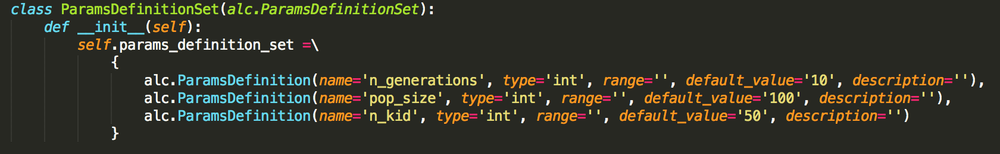 class ParamsDefinitionSet(alc.ParamsDefinitionSet):
    def __init__(self):
        self.params_definition_set =\
            {
                alc.ParamsDefinition(name='n_generations', type='int', range='', default_value='10', description=''),
                alc.ParamsDefinition(name='pop_size', type='int', range='', default_value='100', description=''),
                alc.ParamsDefinition(name='n_kid', type='int', range='', default_value='50', description='')
            }